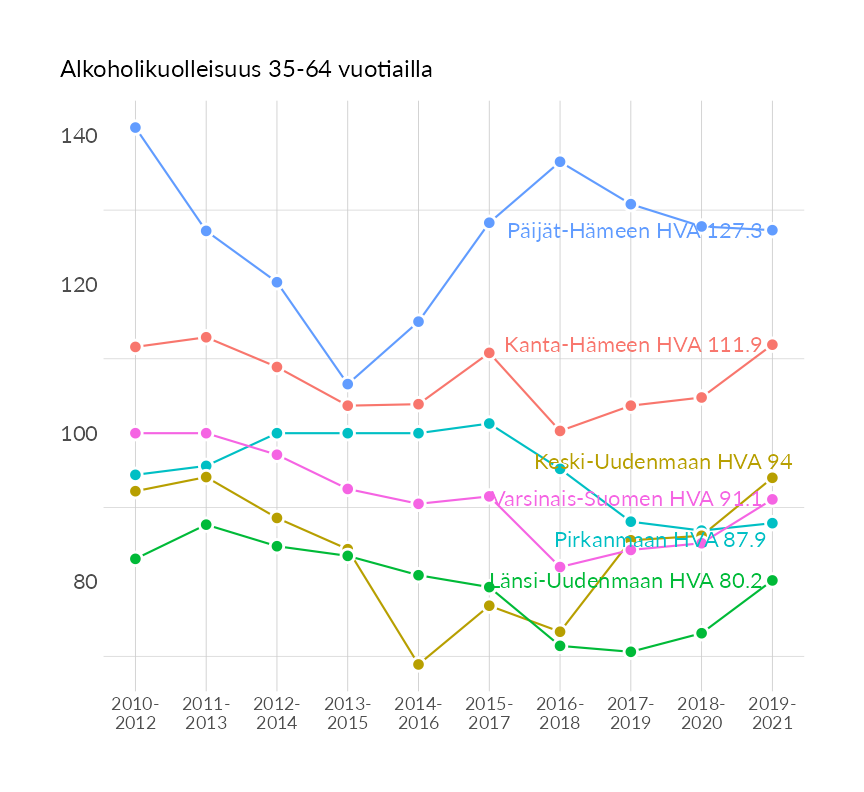 Alkoholikuolleisuus 35-64 vuotiailla
140
120
100
80
Päijät-Hämeen HVA 127.3
Kanta-Hämeen HVA 111.9
Keski-Uudenmaan HVA 94
Varsinais-Suomen HVA 91.1
Pirkanmaan HVA 87.9
Länsi-Uudenmaan HVA 80.2
2010- 2011- 2012- 2013- 2014- 2015- 2016- 2017- 2018- 2019-
2012 2013 2014 2015 2016 2017 2018 2019 2020 2021